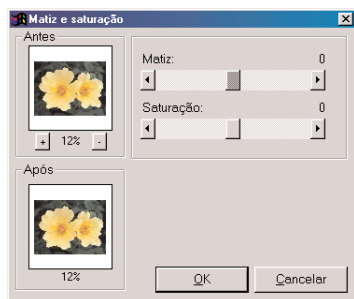 Matiz e saturação
Antes
+ 12% -
Matiz: 0
Saturação: 0
Após
12%
OK
Cancelar